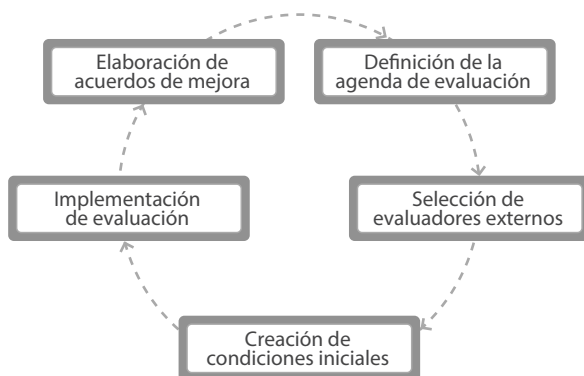 Elaboración de
acuerdos de mejora
Definición de la
agenda de evaluación
Implementación
de evaluación
Selección de
evaluadores externos
Creación de
condiciones iniciales